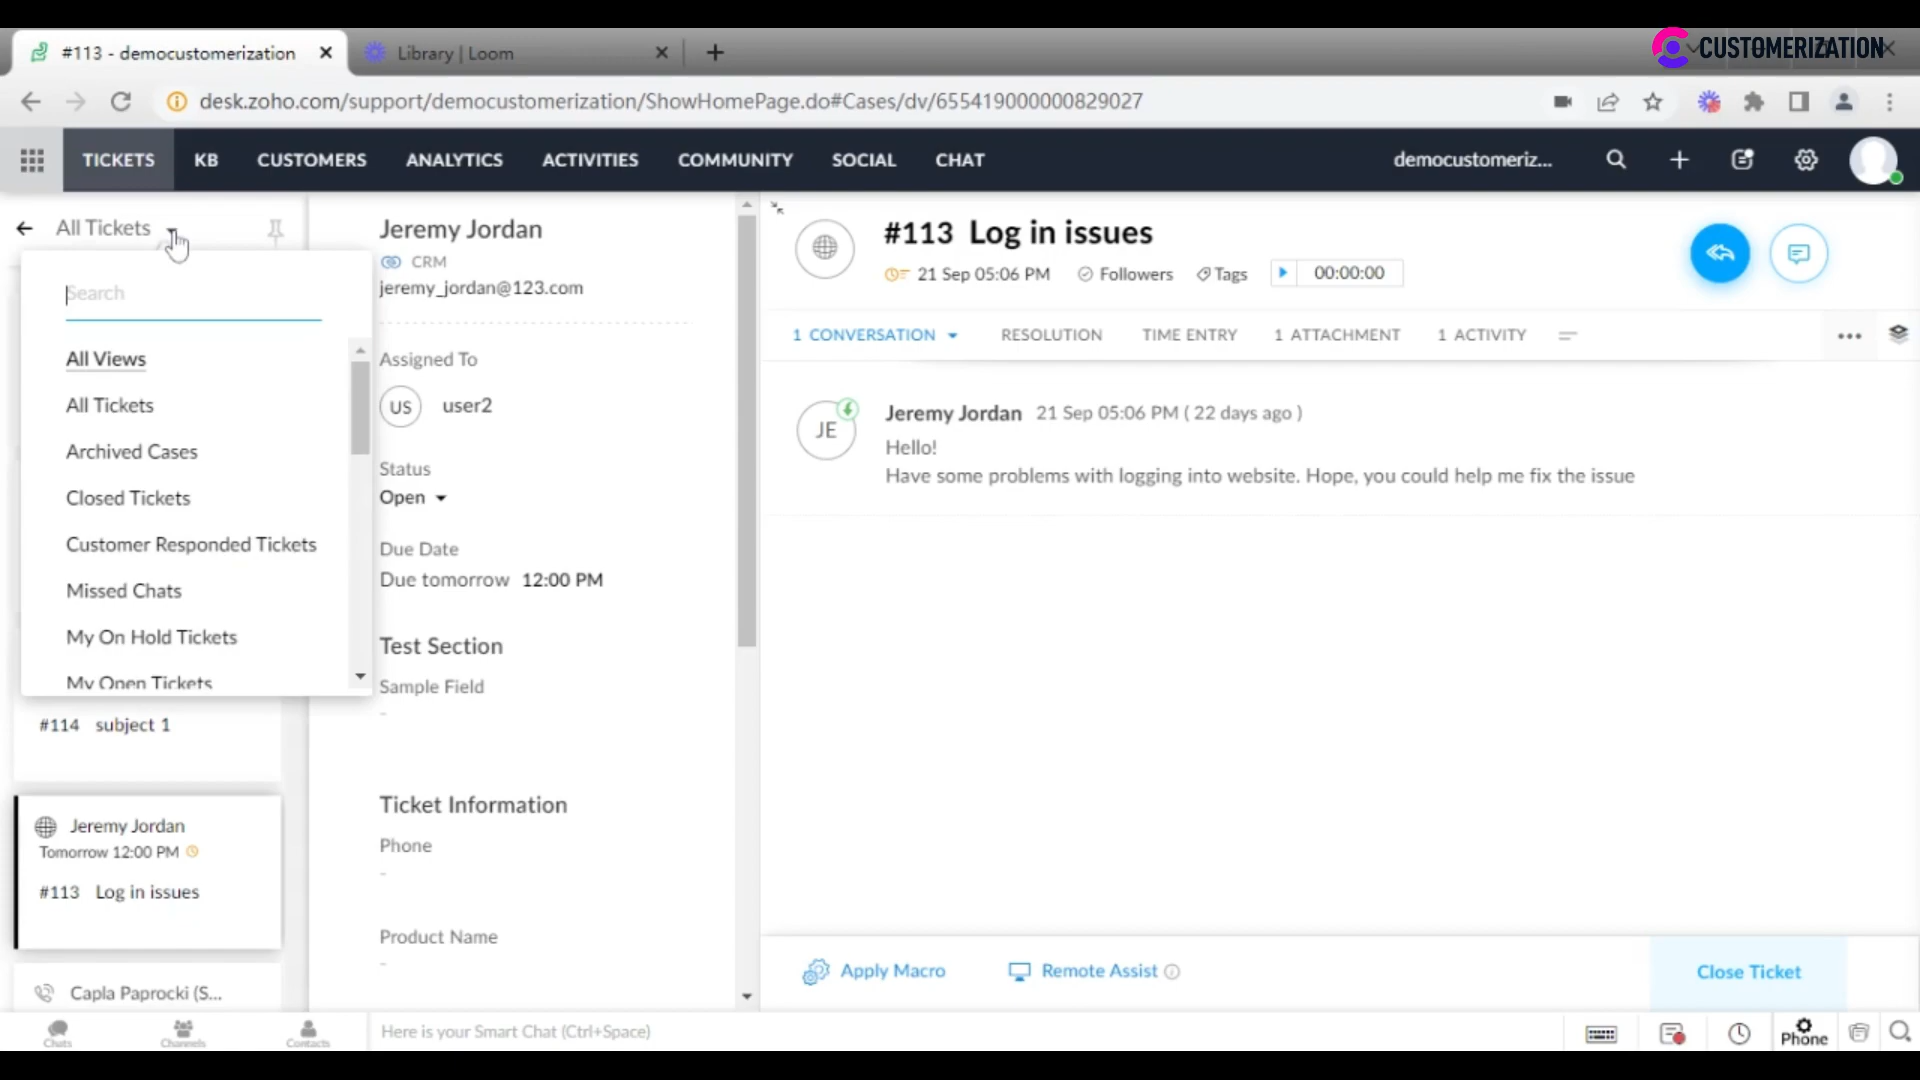 CUSTOMERIZATION
#113 - democustomerization
Library | Loom
desk.zoho.com/support/democustomerization/ShowHomePage.do#Cases/dv/655419000000829027
TICKETS KB CUSTOMERS ANALYTICS ACTIVITIES COMMUNITY SOCIAL CHAT democustomeriz...
All Tickets
Search
All Views
All Tickets
Archived Cases
Closed Tickets
Customer Responded Tickets
Missed Chats
My On Hold Tickets
My Open Tickets
#114 subject 1
Jeremy Jordan
Tomorrow 12:00 PM
#113 Log in issues
Capla Paprocki (S...
Jeremy Jordan
CRM
jeremy_jordan@123.com
Assigned To
US user2
Status
Open
Due Date
Due tomorrow 12:00 PM
Test Section
Sample Field
-
Ticket Information
Phone
-
Product Name
-
#113 Log in issues
21 Sep 05:06 PM Followers Tags 00:00:00
1 CONVERSATION RESOLUTION TIME ENTRY 1 ATTACHMENT 1 ACTIVITY
JE
Jeremy Jordan 21 Sep 05:06 PM ( 22 days ago )
Hello!
Have some problems with logging into website. Hope, you could help me fix the issue
Apply Macro Remote Assist Close Ticket
Chats Channels Contacts
Here is your Smart Chat (Ctrl+Space)
Phone